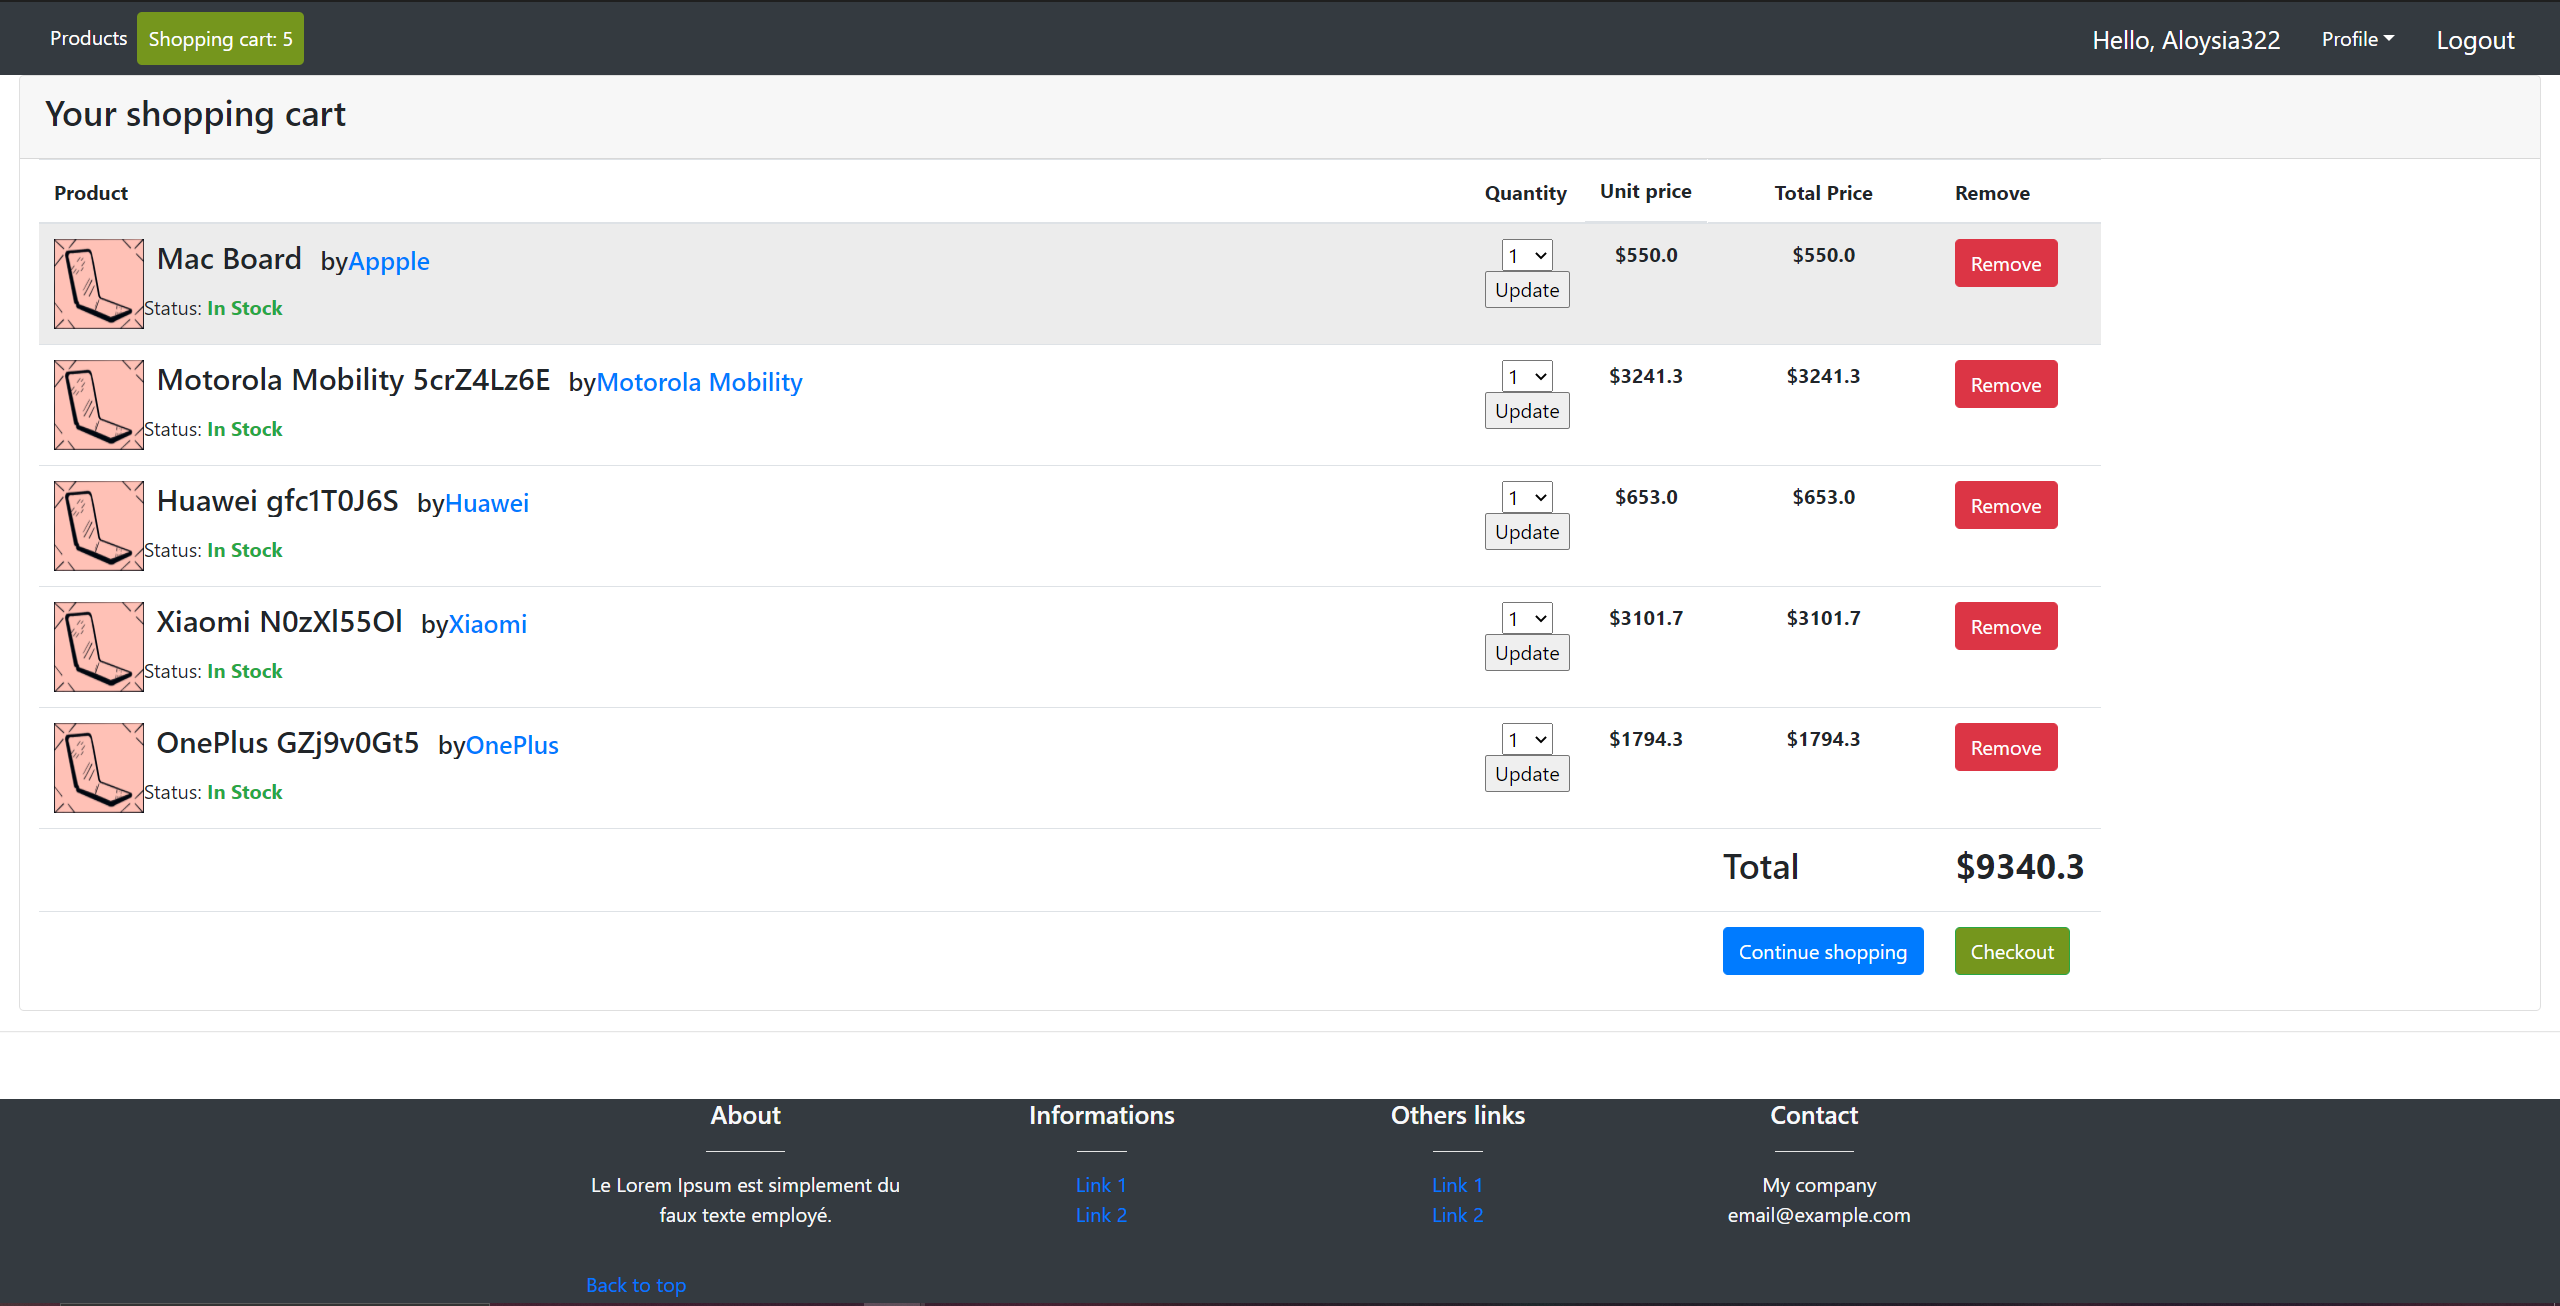 Products Shopping cart: 5 Hello, Aloysia322 Profile Logout
Your shopping cart
Product Quantity Unit price Total Price Remove
Mac Board byAppple 1 $550.0 $550.0 Remove
Update
Status: In Stock
Motorola Mobility 5crZ4Lz6E byMotorola Mobility 1 $3241.3 $3241.3 Remove
Update
Status: In Stock
Huawei gfc1T0J6S byHuawei 1 $653.0 $653.0 Remove
Update
Status: In Stock
Xiaomi N0zXl55Ol byXiaomi 1 $3101.7 $3101.7 Remove
Update
Status: In Stock
OnePlus GZj9v0Gt5 byOnePlus 1 $1794.3 $1794.3 Remove
Update
Status: In Stock
Total $9340.3
Continue shopping Checkout
About Informations Others links Contact
Le Lorem Ipsum est simplement du Link 1 Link 1 My company
faux texte employé. Link 2 Link 2 email@example.com
Back to top